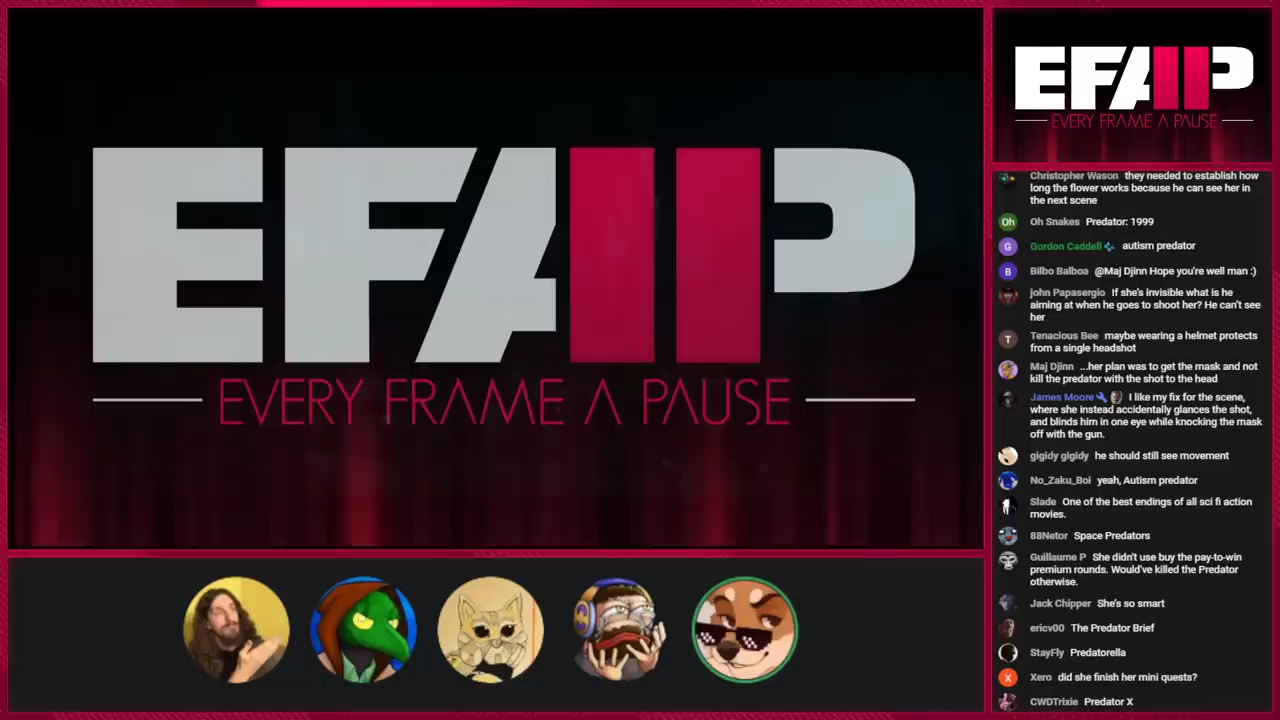 EFAP
EVERY FRAME A PAUSE
EFAP
EVERY FRAME A PAUSE
Christopher Wason they needed to establish how
long the flower works because he can see her in
the next scene
Oh
Oh Snakes Predator: 1999
G
Gordon Caddell autism predator
B
Bilbo Balboa @Maj Djinn Hope you're well man :)
john Papasergio If she's invisible what is he
aiming at when he goes to shoot her? He can't see
her
T
Tenacious Bee maybe wearing a helmet protects
from a single headshot
Maj Djinn ...her plan was to get the mask and not
kill the predator with the shot to the head
James Moore I like my fix for the scene,
where she instead accidentally glances the shot,
and blinds him in one eye while knocking the mask
off with the gun.
gigidy gigidy he should still see movement
No_Zaku_Boi yeah, Autism predator
Slade One of the best endings of all sci fi action
movies.
88Netor Space Predators
Guillaume P She didn't use buy the pay-to-win
premium rounds. Would've killed the Predator
otherwise.
Jack Chipper She's so smart
ericv00 The Predator Brief
StayFly Predatorella
X
Xero did she finish her mini quests?
CWDTrixie Predator X